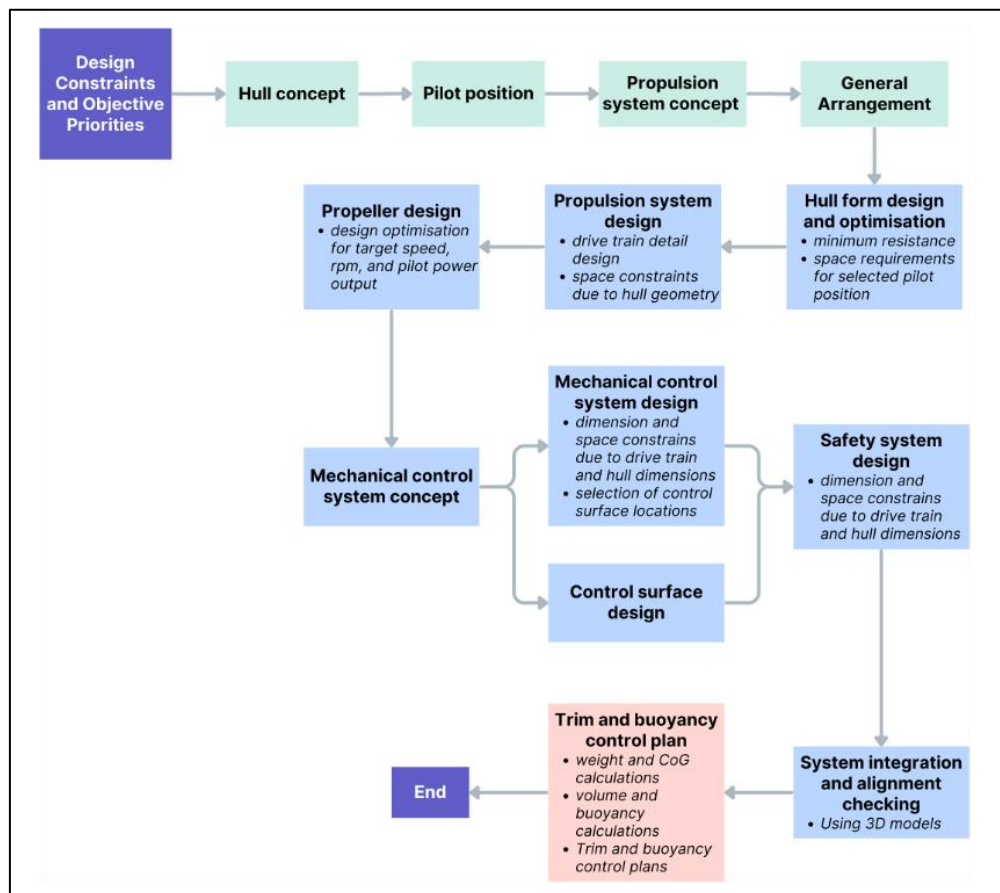 Design
Constraints
and Objective
Priorities
Hull concept
Pilot position
Propulsion
system concept
General
Arrangement
Hull form design
and optimisation
• minimum resistance
• space requirements
for selected pilot
position
Propulsion system
design
• drive train detail
design
• space constraints
due to hull geometry
Propeller design
• design optimisation
for target speed,
rpm, and pilot power
output
Mechanical control
system concept
Mechanical control
system design
• dimension and
space constrains
due to drive train
and hull dimensions
• selection of control
surface locations
Control surface
design
Safety system
design
• dimension and
space constrains
due to drive train
and hull dimensions
System integration
and alignment
checking
• Using 3D models
Trim and buoyancy
control plan
• weight and CoG
calculations
• volume and
buoyancy
calculations
• Trim and buoyancy
control plans
End